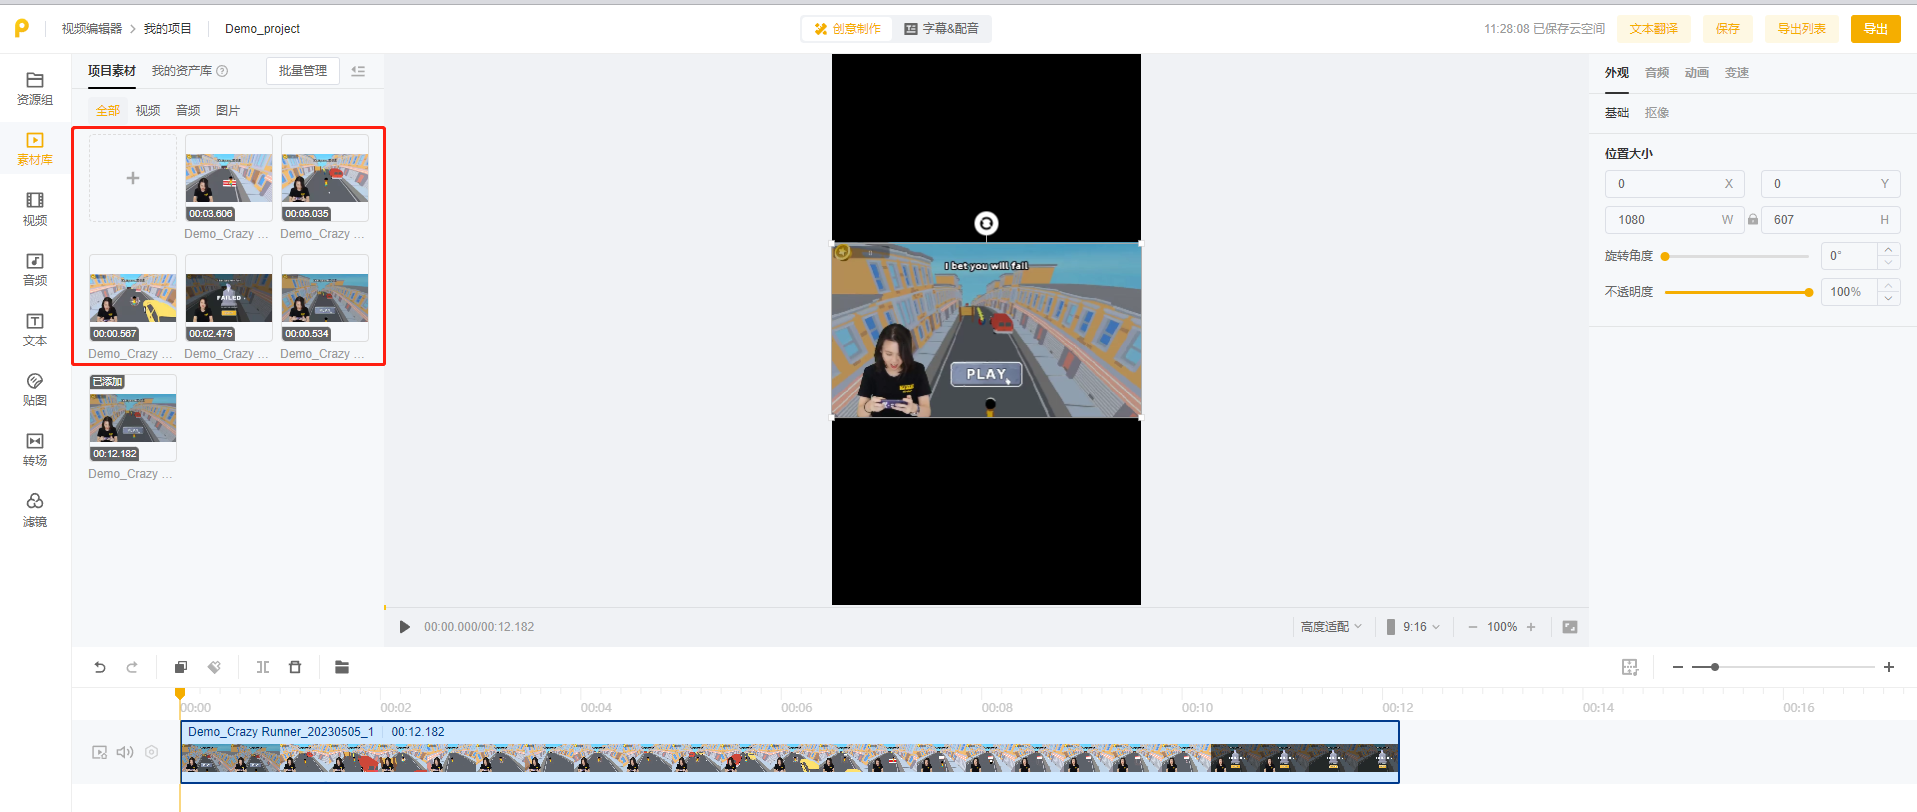 视频编辑器 > 我的项目 Demo_project
创意制作 字幕&配音
11:28:08 已保存云空间 文本翻译 保存 导出列表 导出
资源组
素材库
视频
音频
文本
贴图
转场
滤镜
项目素材 我的资产库 批量管理
全部 视频 音频 图片
00:03.606 00:05.035
Demo_Crazy ... Demo_Crazy ...
FAILED
00:00.567 00:02.475 00:00.534
Demo_Crazy ... Demo_Crazy ... Demo_Crazy ...
已添加
00:12.182
Demo_Crazy ...
I bet you will fail
PLAY
00:00.000/00:12.182
高度适配 9:16 100%
外观 音频 动画 变速
基础 抠像
位置大小
0 X 0 Y
1080 W 607 H
旋转角度 0°
不透明度 100%
00:00 00:02 00:04 00:06 00:08 00:10 00:12 00:14 00:16
Demo_Crazy Runner_20230505_1 00:12.182